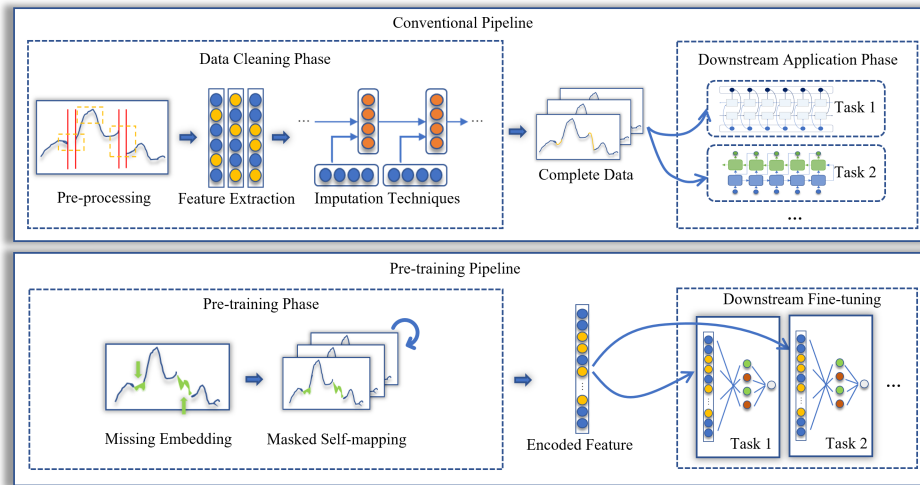 Conventional Pipeline
Data Cleaning Phase
Downstream Application Phase
Task 1
Task 2
...
Pre-processing
Feature Extraction
... ...
Imputation Techniques
Complete Data
Pre-training Pipeline
Pre-training Phase
Downstream Fine-tuning
Missing Embedding
Masked Self-mapping
Encoded Feature
Task 1
Task 2
...